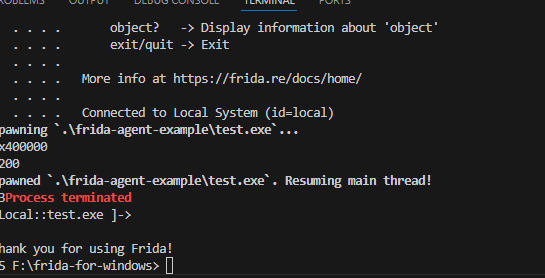 ROBLEMS OUTPUT DEBUG CONSOLE TERMINAL PORTS
. . . . object? -> Display information about 'object'
. . . . exit/quit -> Exit
. . . .
. . . . More info at https://frida.re/docs/home/
. . . .
. . . . Connected to Local System (id=local)
pawning `.\frida-agent-example\test.exe`...
x400000
200
pawned `.\frida-agent-example\test.exe`. Resuming main thread!
3Process terminated
Local::test.exe ]->
hank you for using Frida!
S F:\frida-for-windows>